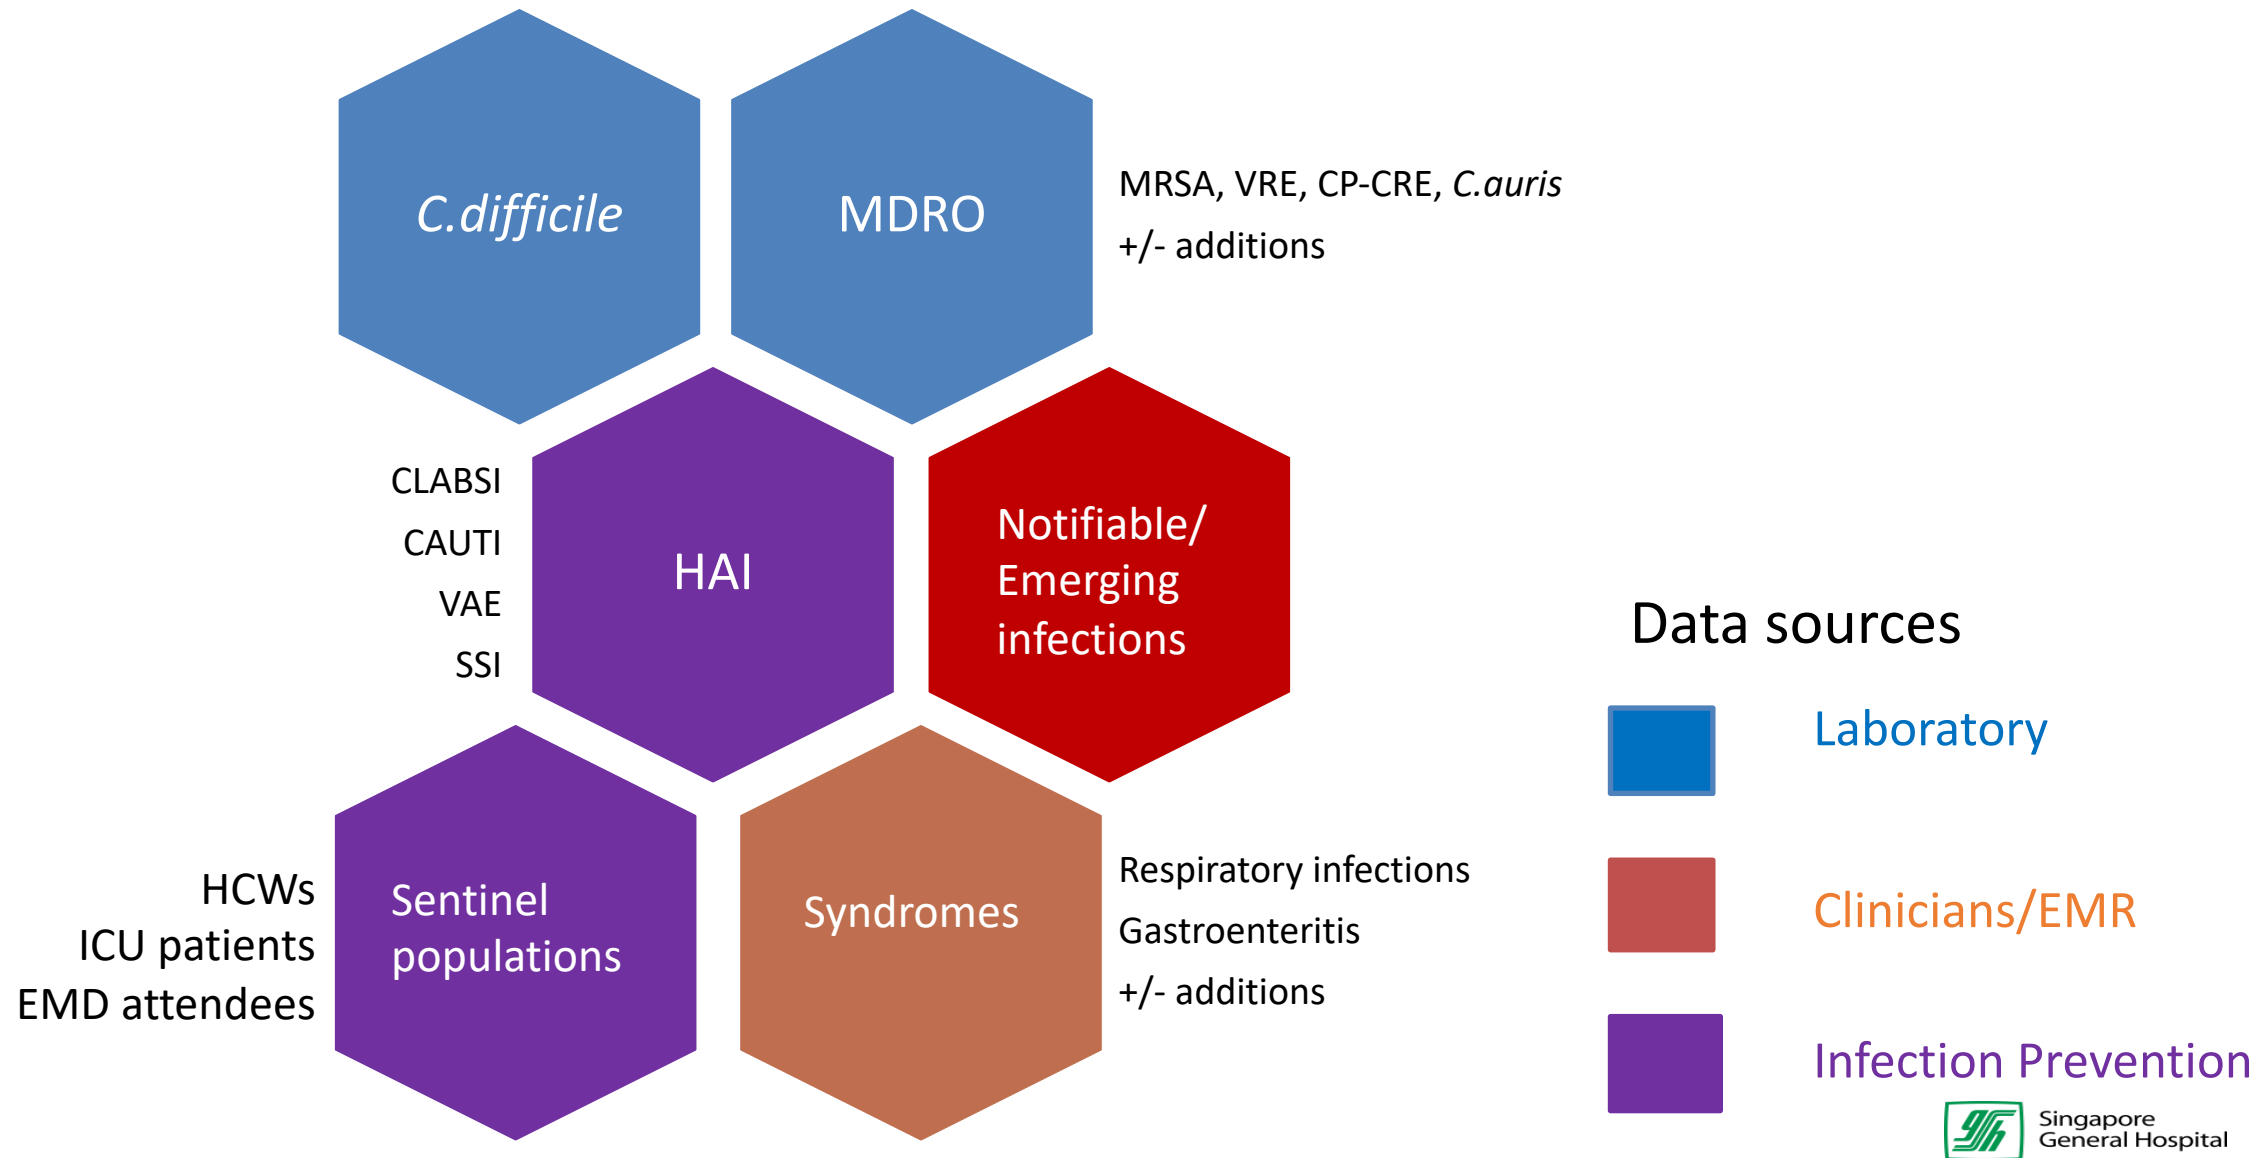 C.difficile
MDRO
MRSA, VRE, CP-CRE, C.auris
+/- additions
CLABSI
CAUTI
VAE
SSI
HAI
Notifiable/
Emerging
infections
HCWs
ICU patients
EMD attendees
Sentinel
populations
Syndromes
Respiratory infections
Gastroenteritis
+/- additions
Data sources
Laboratory
Clinicians/EMR
Infection Prevention
Singapore
General Hospital